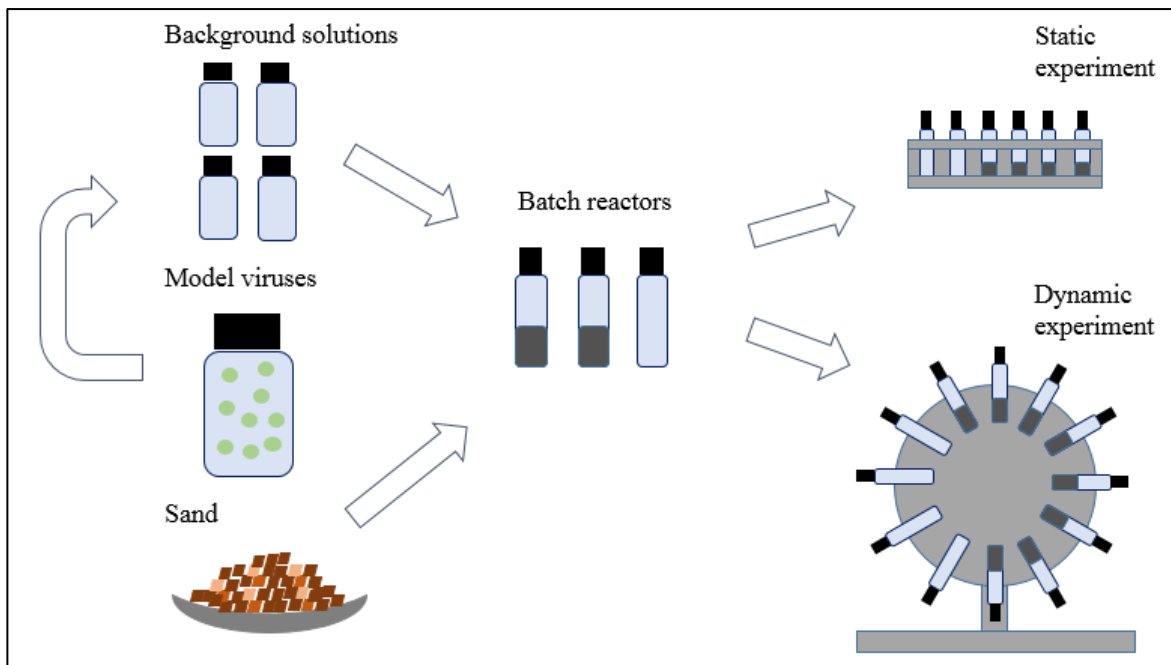 Background solutions
Model viruses
Sand
Batch reactors
Static
experiment
Dynamic
experiment